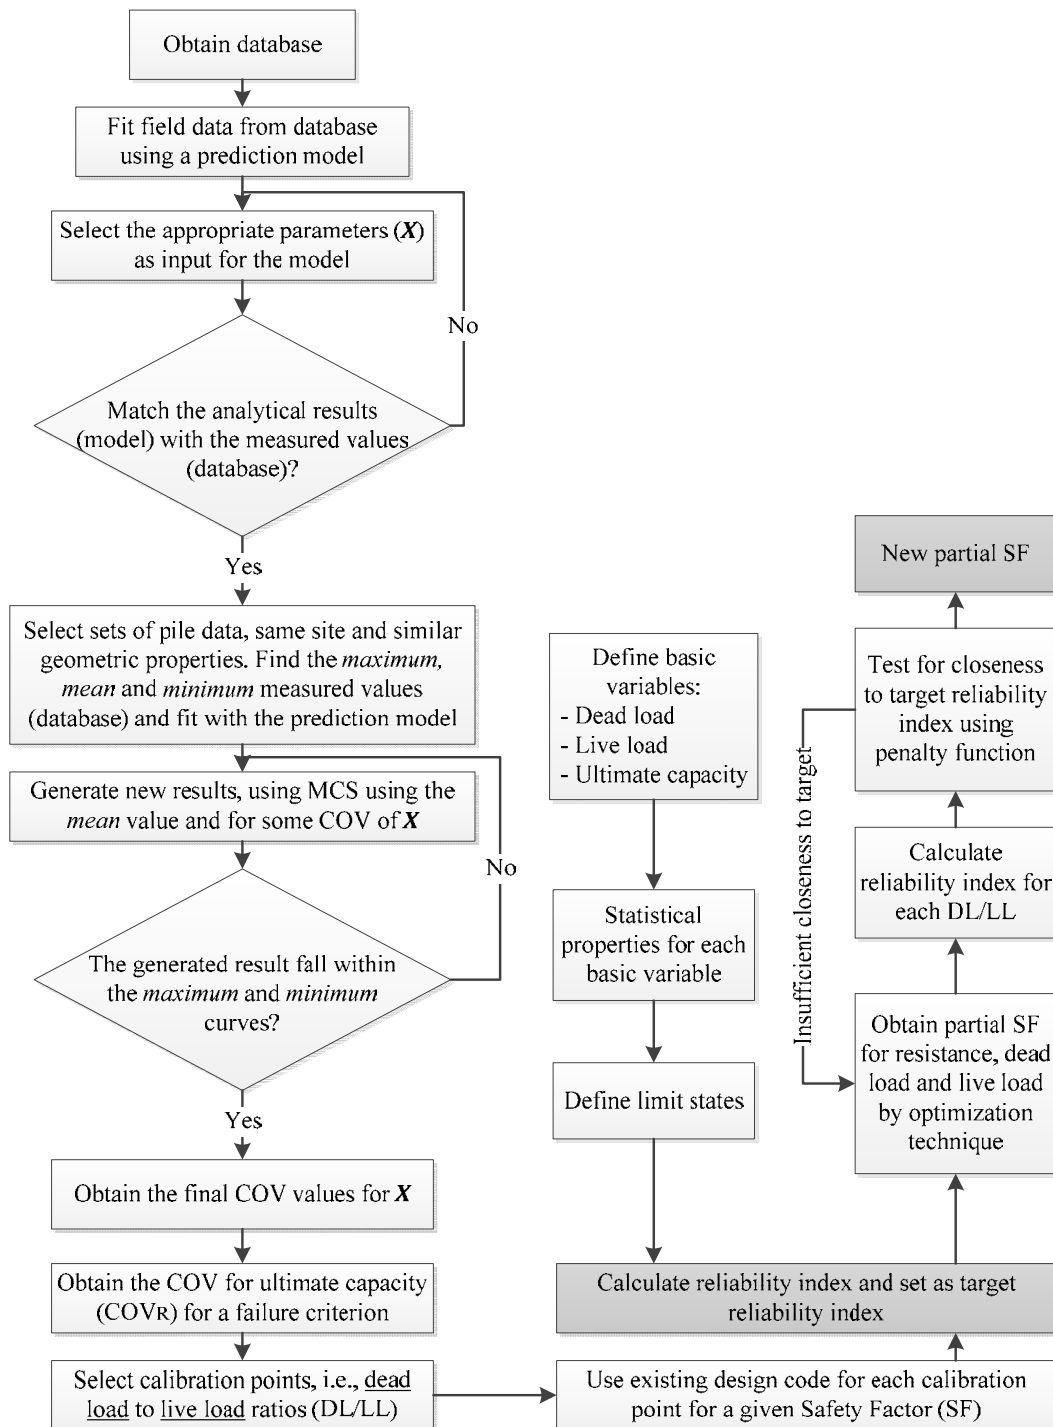 Obtain database
Fit field data from database
using a prediction model
Select the appropriate parameters (X)
as input for the model
No
Match the analytical results
(model) with the measured values
(database)?
Yes
Select sets of pile data, same site and similar
geometric properties. Find the maximum,
mean and minimum measured values
(database) and fit with the prediction model
Generate new results, using MCS using the
mean value and for some COV of X
No
The generated result fall within
the maximum and minimum
curves?
Yes
Obtain the final COV values for X
Obtain the COV for ultimate capacity
(COVR) for a failure criterion
Select calibration points, i.e., dead
load to live load ratios (DL/LL)
Define basic
variables:
- Dead load
- Live load
- Ultimate capacity
Statistical
properties for each
basic variable
Define limit states
Calculate reliability index and set as target
reliability index
Use existing design code for each calibration
point for a given Safety Factor (SF)
New partial SF
Test for closeness
to target reliability
index using
penalty function
Insufficient closeness to target
Calculate
reliability index for
each DL/LL
Obtain partial SF
for resistance, dead
load and live load
by optimization
technique